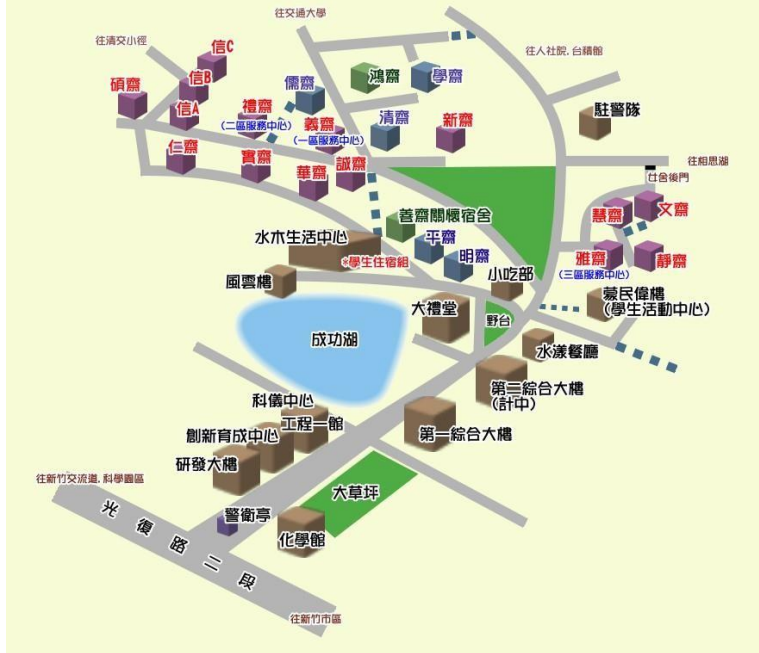 往交通大學
往清交小徑
往人社院, 台積館
信C
信B
碩齋
信A
儒齋
鴻齋
學齋
禮齋
(二區服務中心)
義齋
(一區服務中心)
清齋
新齋
駐警隊
往相思湖
女舍後門
仁齋
實齋
華齋
誠齋
慧齋
文齋
善齋關懷宿舍
水木生活中心
*學生住宿組
平齋
明齋
雅齋
(三區服務中心)
靜齋
風雲樓
小吃部
大禮堂
野台
蒙民偉樓
(學生活動中心)
成功湖
水漾餐廳
科儀中心
工程一館
第二綜合大樓
(計中)
創新育成中心
第一綜合大樓
研發大樓
往新竹交流道, 科學園區
大草坪
警衛亭
化學館
光復路二段
往新竹市區